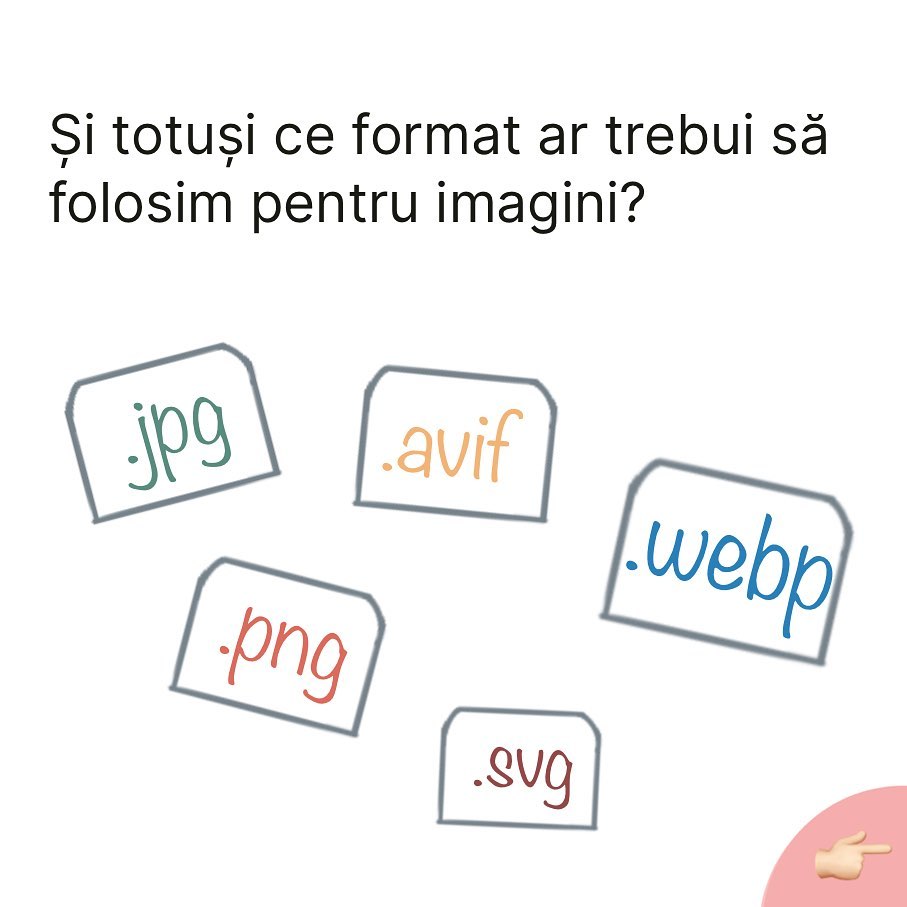 Și totuși ce format ar trebui să
folosim pentru imagini?
.jpg
.avif
.webp
.png
.svg